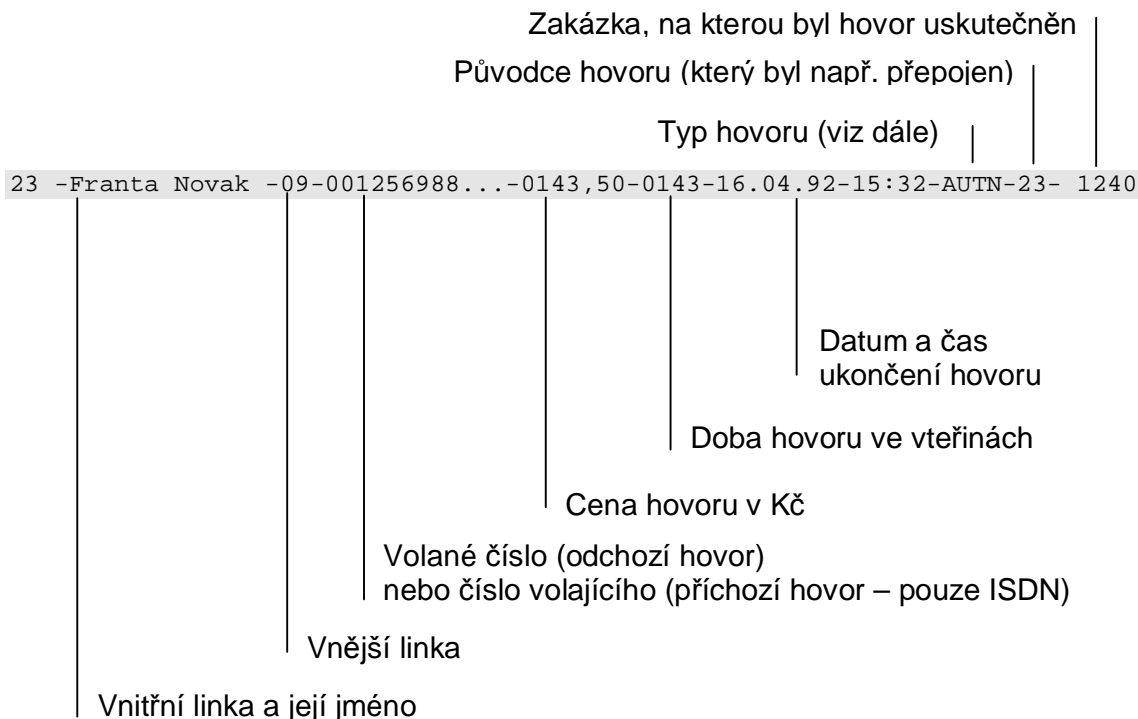 Zakázka, na kterou byl hovor uskutečněn
Původce hovoru (který byl např. přepojen)
Typ hovoru (viz dále)
23 -Franta Novak -09-001256988...-0143,50-0143-16.04.92-15:32-AUTN-23- 1240
Datum a čas
ukončení hovoru
Doba hovoru ve vteřinách
Cena hovoru v Kč
Volané číslo (odchozí hovor)
nebo číslo volajícího (příchozí hovor – pouze ISDN)
Vnější linka
Vnitřní linka a její jméno